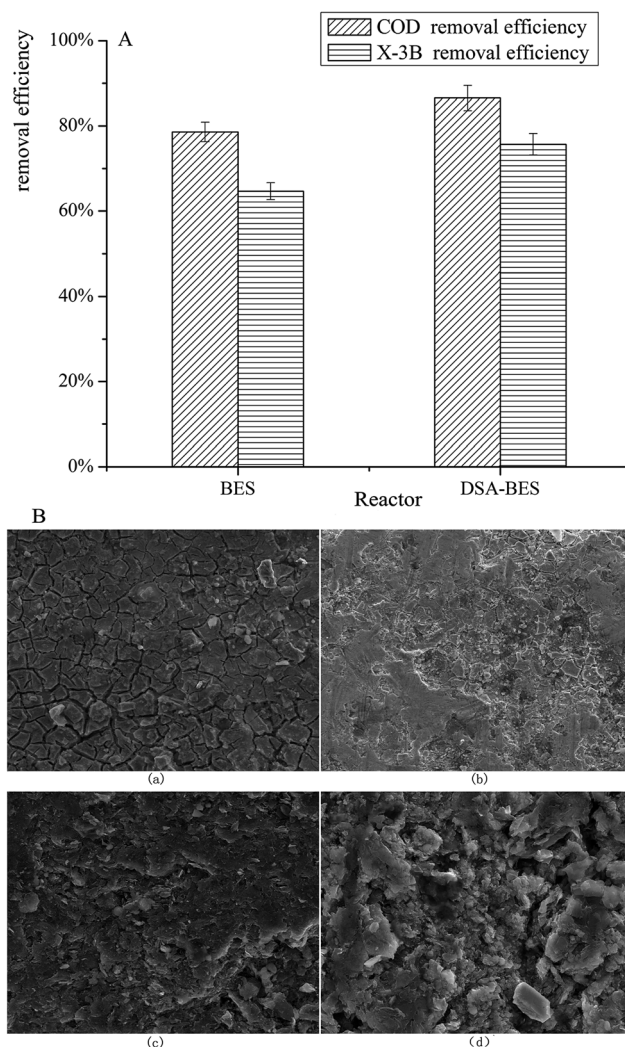 A
COD removal efficiency
X-3B removal efficiency
removal efficiency
100%
80%
60%
40%
20%
0%
BES
DSA-BES
Reactor
B
(a)
(b)
(c)
(d)